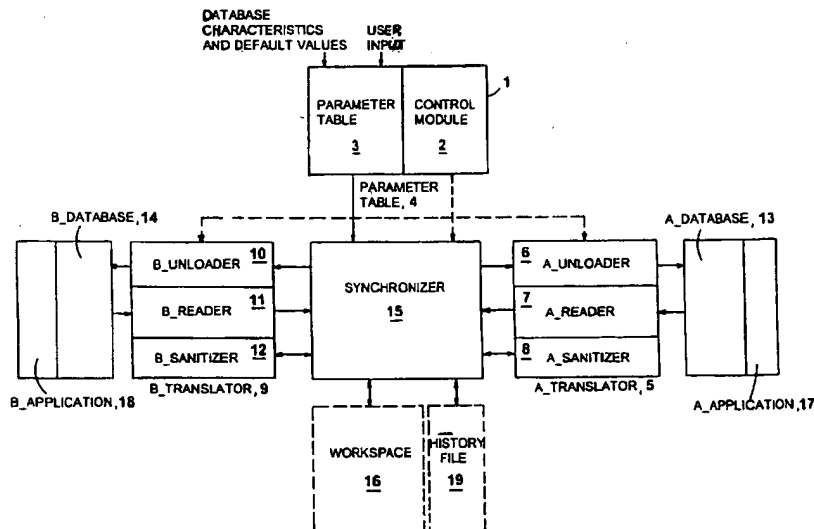 DATABASE
CHARACTERISTICS
AND DEFAULT VALUES
USER
INPUT
1
PARAMETER
TABLE
3
CONTROL
MODULE
2
PARAMETER
TABLE, 4
B_DATABASE, 14
A_DATABASE, 13
B_UNLOADER 10
B_READER 11
B_SANITIZER 12
SYNCHRONIZER
15
6 A_UNLOADER
7 A_READER
8 A_SANITIZER
B_APPLICATION, 18
B_TRANSLATOR, 9
A_TRANSLATOR, 5
A_APPLICATION, 17
WORKSPACE
16
HISTORY
FILE
19